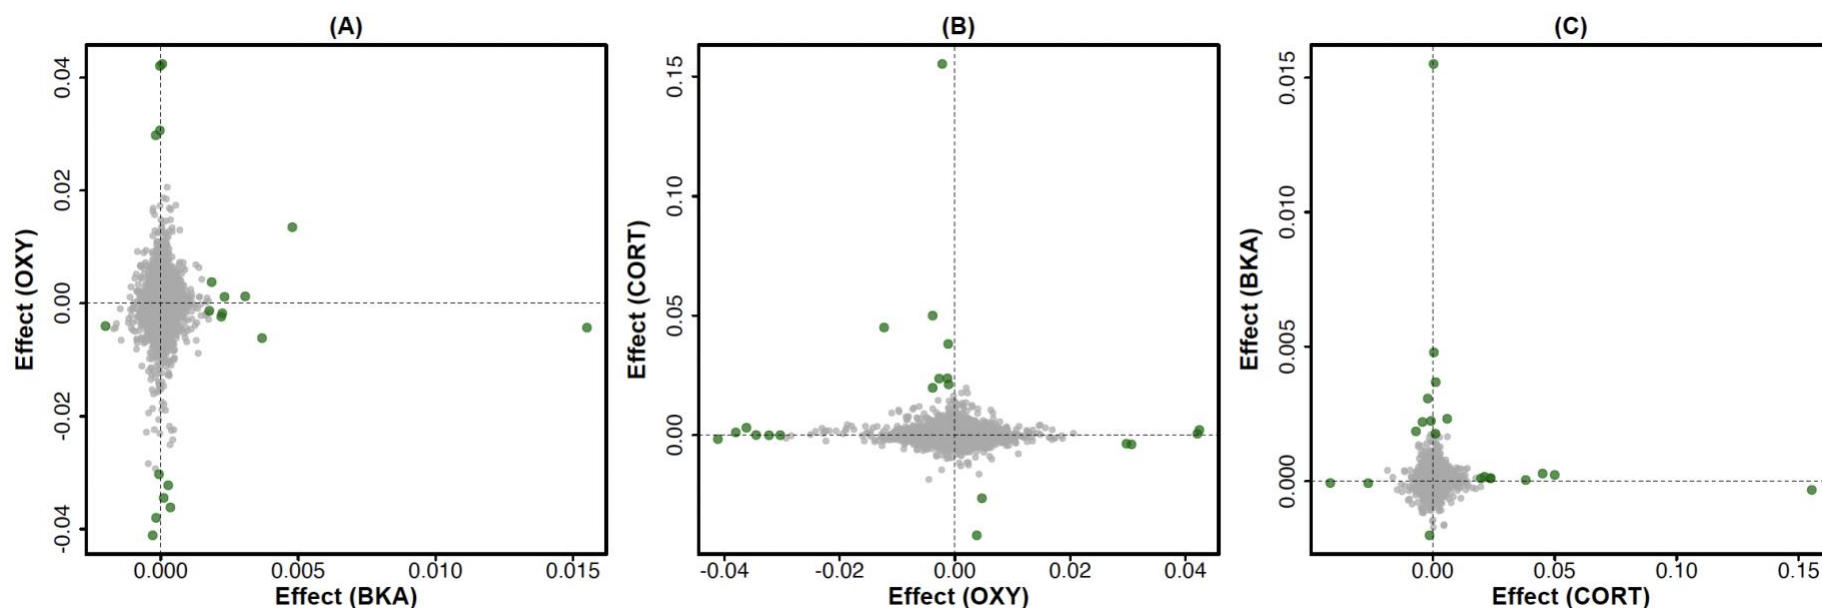 (A)
Effect (OXY)
0.04
0.02
0.00
-0.02
-0.04
0.000 0.005 0.010 0.015
Effect (BKA)
(B)
Effect (CORT)
0.15
0.10
0.05
0.00
-0.04 -0.02 0.00 0.02 0.04
Effect (OXY)
(C)
Effect (BKA)
0.015
0.010
0.005
0.000
0.00 0.05 0.10 0.15
Effect (CORT)